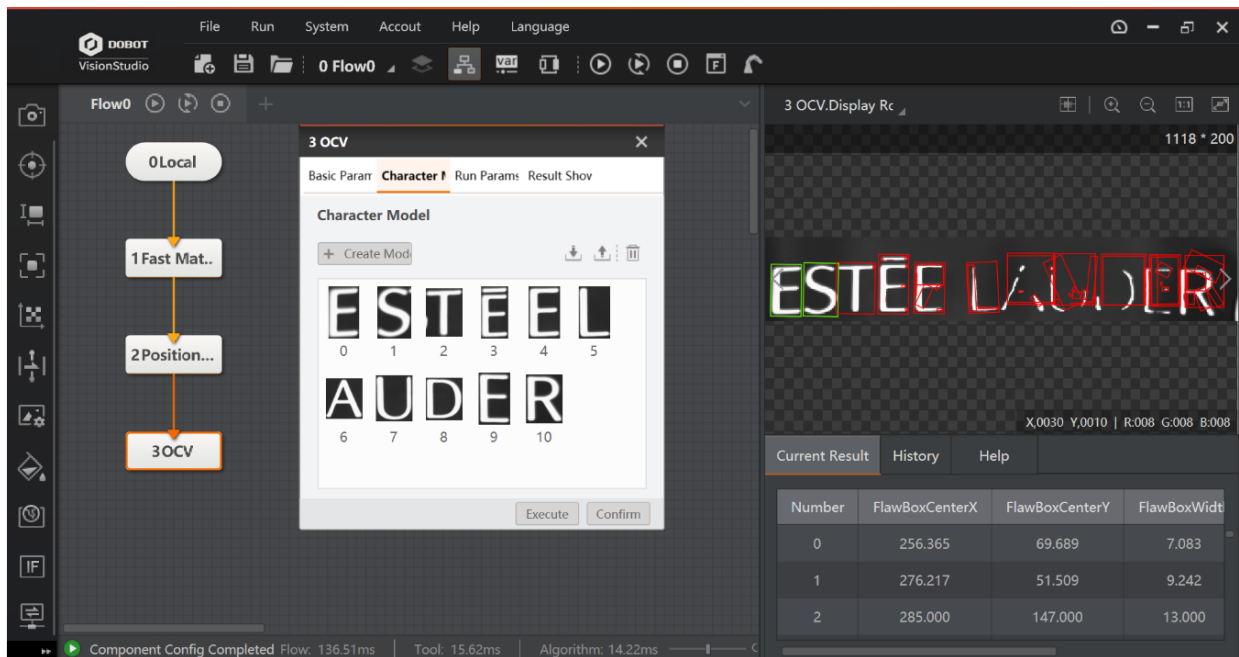 File Run System Accout Help Language
DOBOT
VisionStudio
0 Flow0
var
F
Flow0
3 OCV.Display Rc
1:1
1118 * 200
3 OCV
Basic Param Character M Run Params Result Shov
0Local
Character Model
1Fast Mat..
+ Create Mod
E S T Ē E L
0 1 2 3 4 5
ESTĒE LAUDER
2Position...
A U D E R
6 7 8 9 10
X,0030 Y,0010 | R:008 G:008 B:008
3OCV
Current Result History Help
Execute Confirm
Number FlawBoxCenterX FlawBoxCenterY FlawBoxWidt
0 256.365 69.689 7.083
IF
1 276.217 51.509 9.242
2 285.000 147.000 13.000
Component Config Completed Flow: 136.51ms | Tool: 15.62ms | Algorithm: 14.22ms